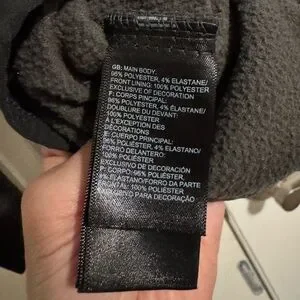 GB: MAIN BODY:
96% POLYESTER, 4% ELASTANE/
FRONT LINING: 100% POLYESTER
EXCLUSIVE OF DECORATION
F: CORPS PRINCIPAL:
96% POLYESTER, 4% ELASTANE/
DOUBLURE DU DEVANT:
100% POLYESTER
A L'EXCEPTION DES
DÉCORATIONS
E: CUERPO PRINCIPAL:
96% POLIÉSTER, 4% ELASTANO/
FORRO DELANTERO:
100% POLIÉSTER
EXCLUSIVO DE DECORACIÓN
P: CORPO: 96% POLIÉSTER,
4% ELASTANO/FORRO DA PARTE
FRONTAL: 100% POLIÉSTER
EXCLUSIVO PARA DECORAÇÃO